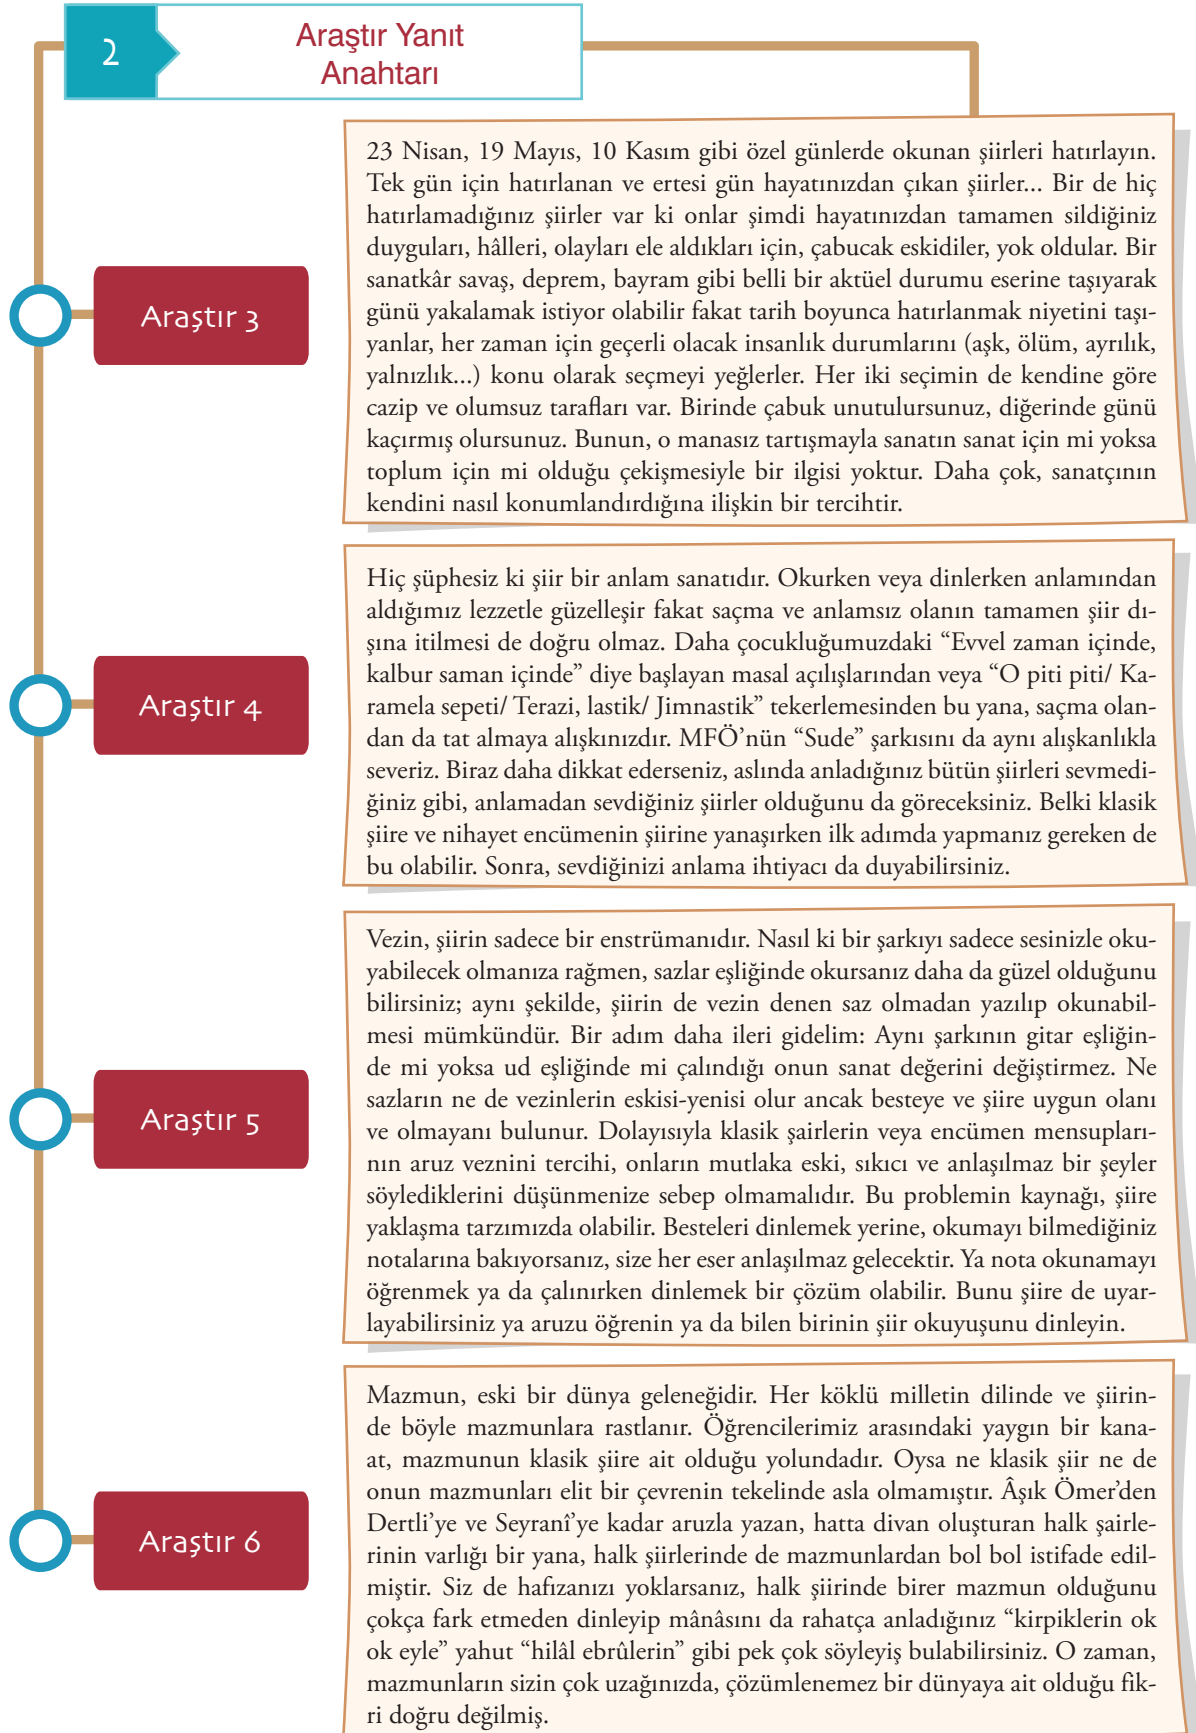 2
Araştır Yanıt
Anahtarı
Araştır 3
23 Nisan, 19 Mayıs, 10 Kasım gibi özel günlerde okunan şiirleri hatırlayın.
Tek gün için hatırlanan ve ertesi gün hayatınızdan çıkan şiirler... Bir de hiç
hatırlamadığınız şiirler var ki onlar şimdi hayatınızdan tamamen sildiğiniz
duyguları, hâlleri, olayları ele aldıkları için, çabucak eskidiler, yok oldular. Bir
sanatkâr savaş, deprem, bayram gibi belli bir aktüel durumu eserine taşıyarak
günü yakalamak istiyor olabilir fakat tarih boyunca hatırlanmak niyetini taşı-
yanlar, her zaman için geçerli olacak insanlık durumlarını (aşk, ölüm, ayrılık,
yalnızlık...) konu olarak seçmeyi yeğlerler. Her iki seçimin de kendine göre
cazip ve olumsuz tarafları var. Birinde çabuk unutulursunuz, diğerinde günü
kaçırmış olursunuz. Bunun, o manasız tartışmayla sanatın sanat için mi yoksa
toplum için mi olduğu çekişmesiyle bir ilgisi yoktur. Daha çok, sanatçının
kendini nasıl konumlandırdığına ilişkin bir tercihtir.
Araştır 4
Hiç şüphesiz ki şiir bir anlam sanatıdır. Okurken veya dinlerken anlamından
aldığımız lezzetle güzelleşir fakat saçma ve anlamsız olanın tamamen şiir dı-
şına itilmesi de doğru olmaz. Daha çocukluğumuzdaki “Evvel zaman içinde,
kalbur saman içinde” diye başlayan masal açılışlarından veya “O piti piti/ Ka-
ramela sepeti/ Terazi, lastik/ Jimnastik” tekerlemesinden bu yana, saçma olan-
dan da tat almaya alışkınızdır. MFÖ’nün “Sude” şarkısını da aynı alışkanlıkla
severiz. Biraz daha dikkat ederseniz, aslında anladığınız bütün şiirleri sevmedi-
ğiniz gibi, anlamadan sevdiğiniz şiirler olduğunu da göreceksiniz. Belki klasik
şiire ve nihayet encümenin şiirine yanaşırken ilk adımda yapmanız gereken de
bu olabilir. Sonra, sevdiğinizi anlama ihtiyacı da duyabilirsiniz.
Araştır 5
Vezin, şiirin sadece bir enstrümanıdır. Nasıl ki bir şarkıyı sadece sesinizle oku-
yabilecek olmanıza rağmen, sazlar eşliğinde okursanız daha da güzel olduğunu
bilirsiniz; aynı şekilde, şiirin de vezin denen saz olmadan yazılıp okunabil-
mesi mümkündür. Bir adım daha ileri gidelim: Aynı şarkının gitar eşliğin-
de mi yoksa ud eşliğinde mi çalındığı onun sanat değerini değiştirmez. Ne
sazların ne de vezinlerin eskisi-yenisi olur ancak besteye ve şiire uygun olanı
ve olmayanı bulunur. Dolayısıyla klasik şairlerin veya encümen mensupları-
nın aruz veznini tercihi, onların mutlaka eski, sıkıcı ve anlaşılmaz bir şeyler
söylediklerini düşünmenize sebep olmamalıdır. Bu problemin kaynağı, şiire
yaklaşma tarzımızda olabilir. Besteleri dinlemek yerine, okumayı bilmediğiniz
notalarına bakıyorsanız, size her eser anlaşılmaz gelecektir. Ya nota okunamayı
öğrenmek ya da çalınırken dinlemek bir çözüm olabilir. Bunu şiire de uyar-
layabilirsiniz ya aruzu öğrenin ya da bilen birinin şiir okuyuşunu dinleyin.
Araştır 6
Mazmun, eski bir dünya geleneğidir. Her köklü milletin dilinde ve şiirin-
de böyle mazmunlara rastlanır. Öğrencilerimiz arasındaki yaygın bir kana-
at, mazmunun klasik şiire ait olduğu yolundadır. Oysa ne klasik şiir ne de
onun mazmunları elit bir çevrenin tekelinde asla olmamıştır. Âşık Ömer’den
Dertli’ye ve Seyranî’ye kadar aruzla yazan, hatta divan oluşturan halk şairle-
rinin varlığı bir yana, halk şiirlerinde de mazmunlardan bol bol istifade edil-
miştir. Siz de hafızanızı yoklarsanız, halk şiirinde birer mazmun olduğunu
çokça fark etmeden dinleyip mânâsını da rahatça anladığınız “kirpiklerin ok
ok eyle” yahut “hilâl ebrûlerin” gibi pek çok söyleyiş bulabilirsiniz. O zaman,
mazmunların sizin çok uzağınızda, çözümlenemez bir dünyaya ait olduğu fik-
ri doğru değilmiş.